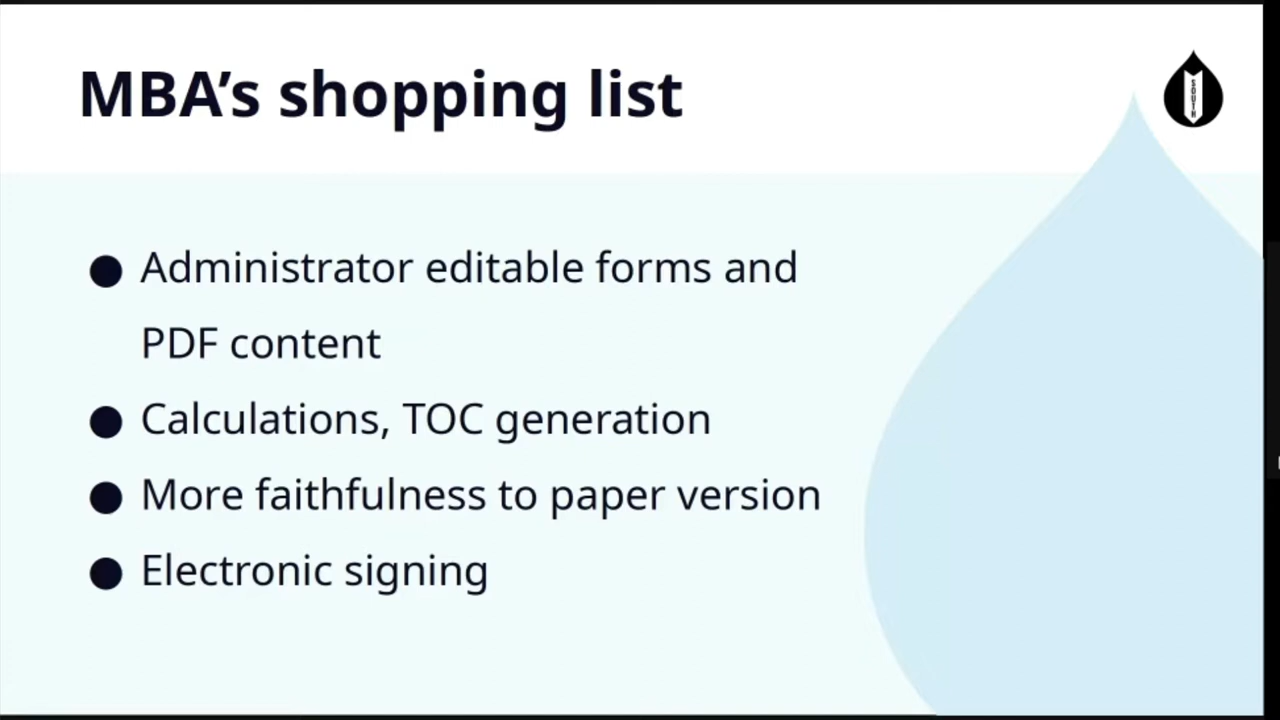 MBA’s shopping list
SOUTH
● Administrator editable forms and
PDF content
● Calculations, TOC generation
● More faithfulness to paper version
● Electronic signing